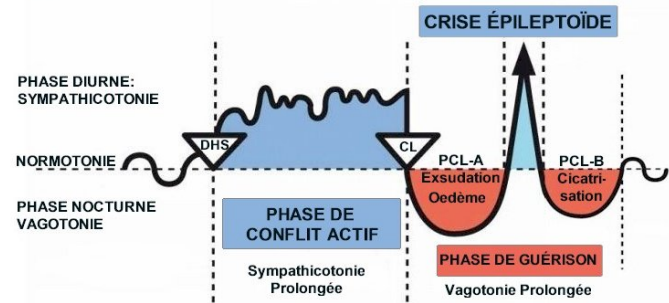 CRISE ÉPILEPTOÏDE
PHASE DIURNE:
SYMPATHICOTONIE
DHS
CL
NORMOTONIE
PCL-A
Exsudation
Oedème
PCL-B
Cicatri-
sation
PHASE NOCTURNE
VAGOTONIE
PHASE DE
CONFLIT ACTIF
PHASE DE GUÉRISON
Sympathicotonie
Prolongée
Vagotonie Prolongée